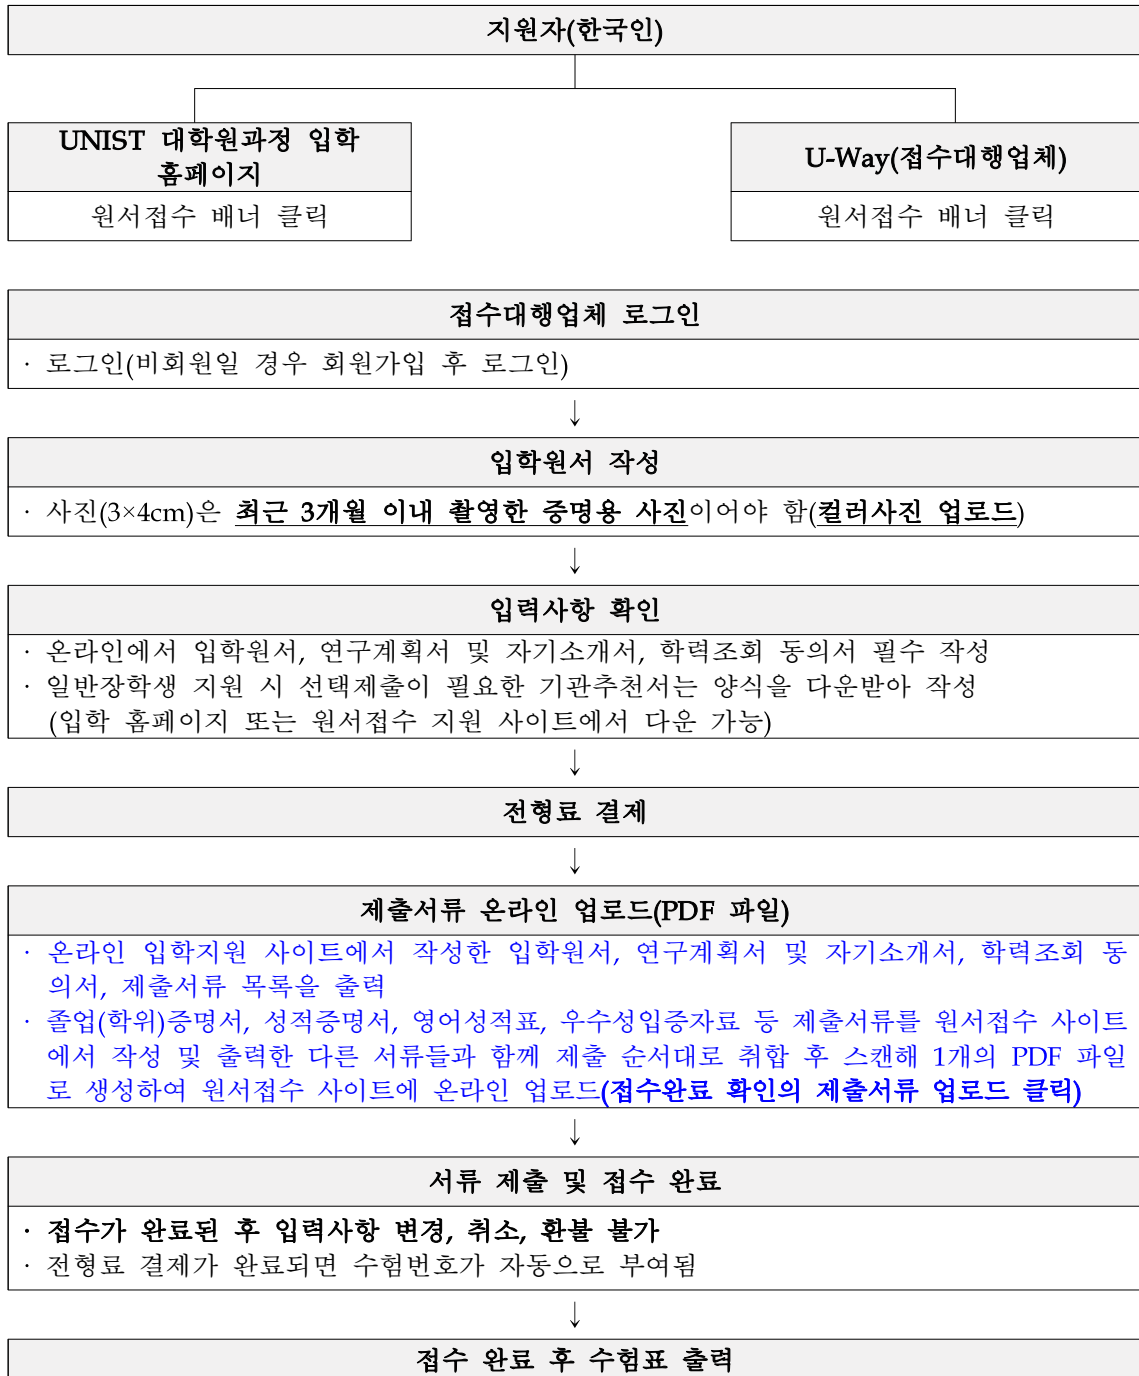 지원자(한국인)
UNIST 대학원과정 입학
홈페이지
원서접수 배너 클릭
U-Way(접수대행업체)
원서접수 배너 클릭
접수대행업체 로그인
· 로그인(비회원일 경우 회원가입 후 로그인)
↓
입학원서 작성
· 사진(3×4cm)은 최근 3개월 이내 촬영한 증명용 사진이어야 함(컬러사진 업로드)
↓
입력사항 확인
· 온라인에서 입학원서, 연구계획서 및 자기소개서, 학력조회 동의서 필수 작성
· 일반장학생 지원 시 선택제출이 필요한 기관추천서는 양식을 다운받아 작성
(입학 홈페이지 또는 원서접수 지원 사이트에서 다운 가능)
↓
전형료 결제
↓
제출서류 온라인 업로드(PDF 파일)
· 온라인 입학지원 사이트에서 작성한 입학원서, 연구계획서 및 자기소개서, 학력조회 동
의서, 제출서류 목록을 출력
· 졸업(학위)증명서, 성적증명서, 영어성적표, 우수성입증자료 등 제출서류를 원서접수 사이트
에서 작성 및 출력한 다른 서류들과 함께 제출 순서대로 취합 후 스캔해 1개의 PDF 파일
로 생성하여 원서접수 사이트에 온라인 업로드(접수완료 확인의 제출서류 업로드 클릭)
↓
서류 제출 및 접수 완료
· 접수가 완료된 후 입력사항 변경, 취소, 환불 불가
· 전형료 결제가 완료되면 수험번호가 자동으로 부여됨
↓
접수 완료 후 수험표 출력